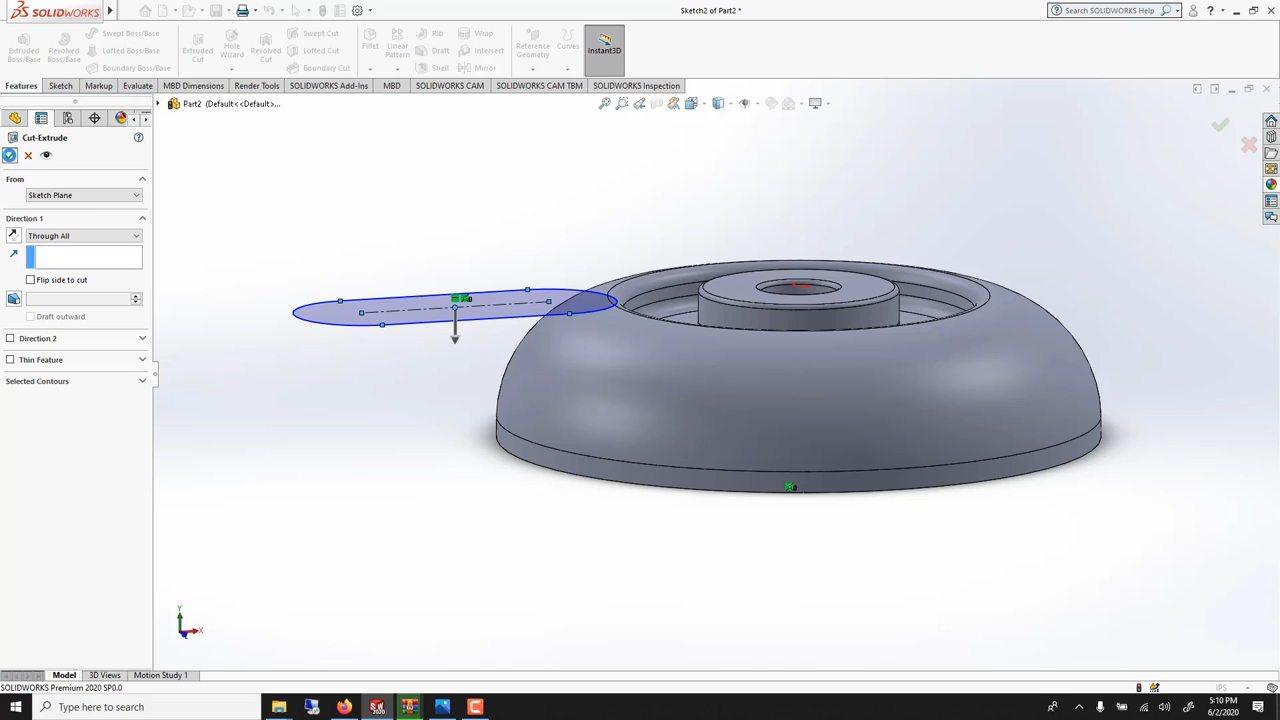 SOLIDWORKS
Sketch2 of Part2 *
Search SOLIDWORKS Help
Extruded Boss/Base
Revolved Boss/Base
Swept Boss/Base
Lofted Boss/Base
Boundary Boss/Base
Extruded Cut
Hole Wizard
Revolved Cut
Swept Cut
Lofted Cut
Boundary Cut
Fillet
Linear Pattern
Rib
Draft
Shell
Wrap
Intersect
Mirror
Reference Geometry
Curves
Instant3D
Features
Sketch
Markup
Evaluate
MBD Dimensions
Render Tools
SOLIDWORKS Add-Ins
MBD
SOLIDWORKS CAM
SOLIDWORKS CAM TBM
SOLIDWORKS Inspection
Part2 (Default<<Default>...
Cut-Extrude
From
Sketch Plane
Direction 1
Through All
Flip side to cut
Draft outward
Direction 2
Thin Feature
Selected Contours
Y
X
Model
3D Views
Motion Study 1
SOLIDWORKS Premium 2020 SP0.0
IPS
Type here to search
5:10 PM
6/2/2020